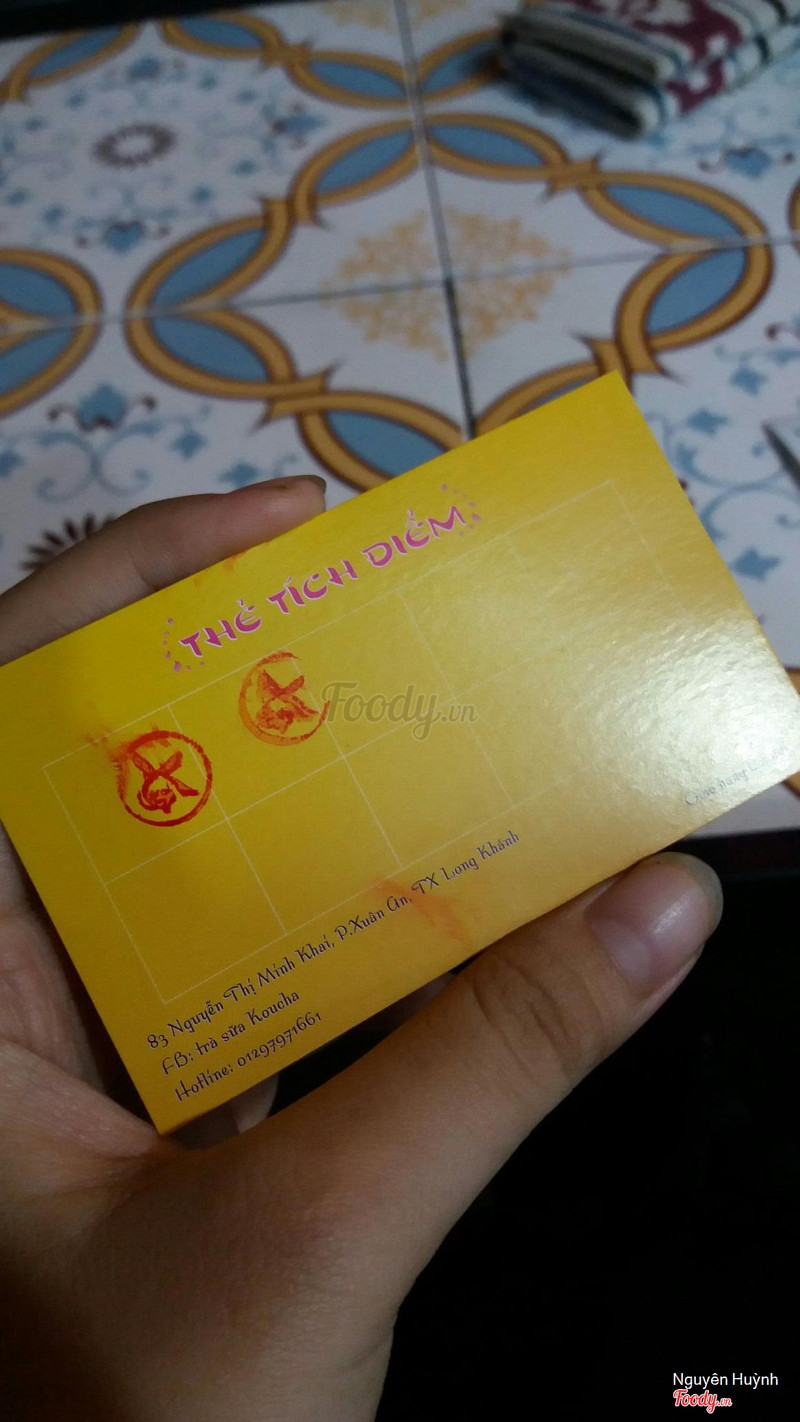 THẺ TÍCH ĐIỂM
Foody.vn
83 Nguyễn Thị Minh Khai, P.Xuân An, TX Long Khánh
FB: trà sữa Koucha
Hotline: 01297971661
Nguyên Huỳnh
Foody.vn